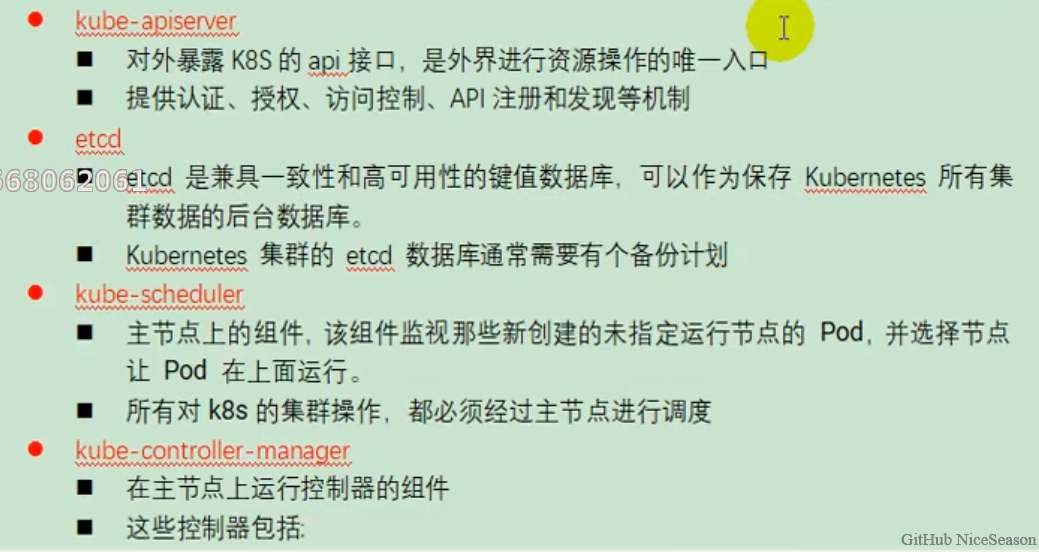 kube-apiserver
对外暴露 K8S 的 api 接口，是外界进行资源操作的唯一入口
提供认证、授权、访问控制、API 注册和发现等机制
etcd
568062061
etcd 是兼具一致性和高可用性的键值数据库，可以作为保存 Kubernetes 所有集
群数据的后台数据库。
Kubernetes 集群的 etcd 数据库通常需要有个备份计划
kube-scheduler
主节点上的组件, 该组件监视那些新创建的未指定运行节点的 Pod, 并选择节点
让 Pod 在上面运行。
所有对 k8s 的集群操作，都必须经过主节点进行调度
kube-controller-manager
在主节点上运行控制器的组件
这些控制器包括:
GitHub NiceSeason